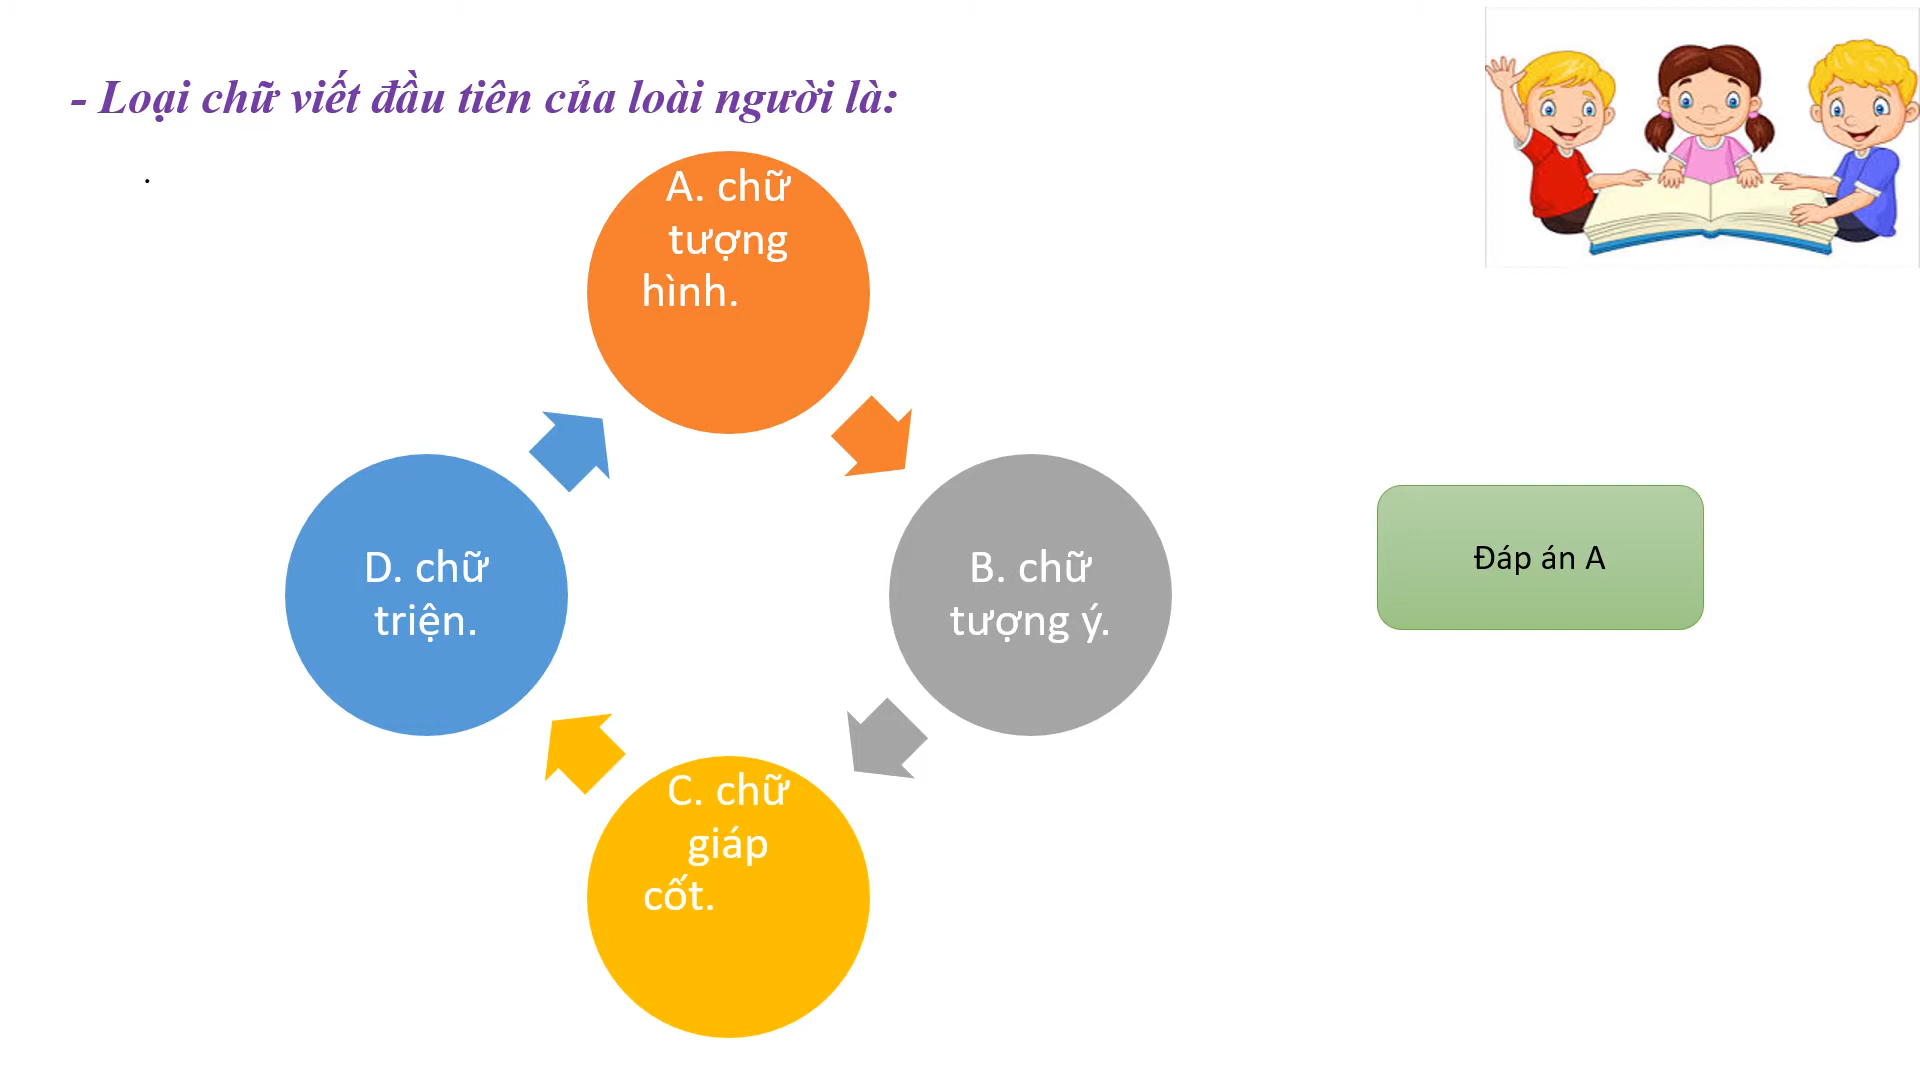 - Loại chữ viết đầu tiên của loài người là:
.
A. chữ
tượng
hình.
B. chữ
tượng ý.
C. chữ
giáp
cốt.
D. chữ
triện.
Đáp án A